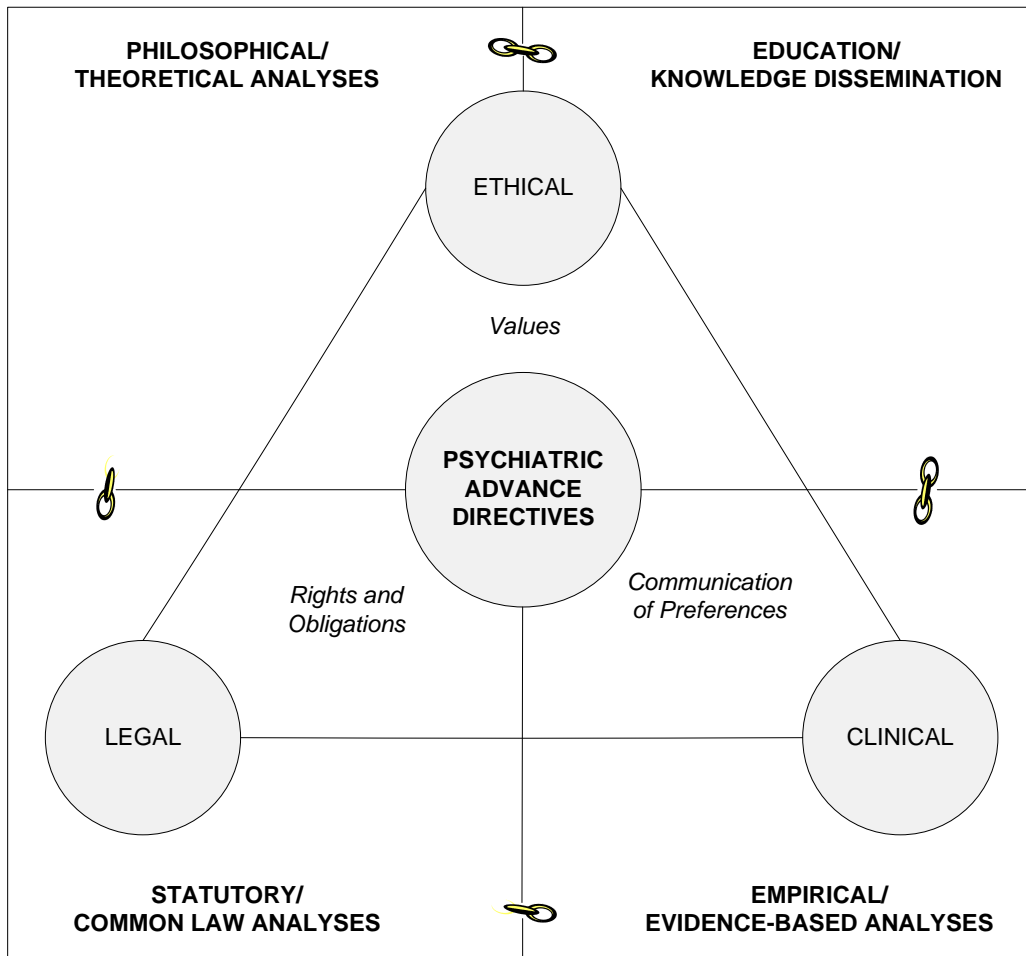 PHILOSOPHICAL/
THEORETICAL ANALYSES
EDUCATION/
KNOWLEDGE DISSEMINATION
ETHICAL
Values
PSYCHIATRIC
ADVANCE
DIRECTIVES
Rights and
Obligations
Communication
of Preferences
LEGAL
CLINICAL
STATUTORY/
COMMON LAW ANALYSES
EMPIRICAL/
EVIDENCE-BASED ANALYSES